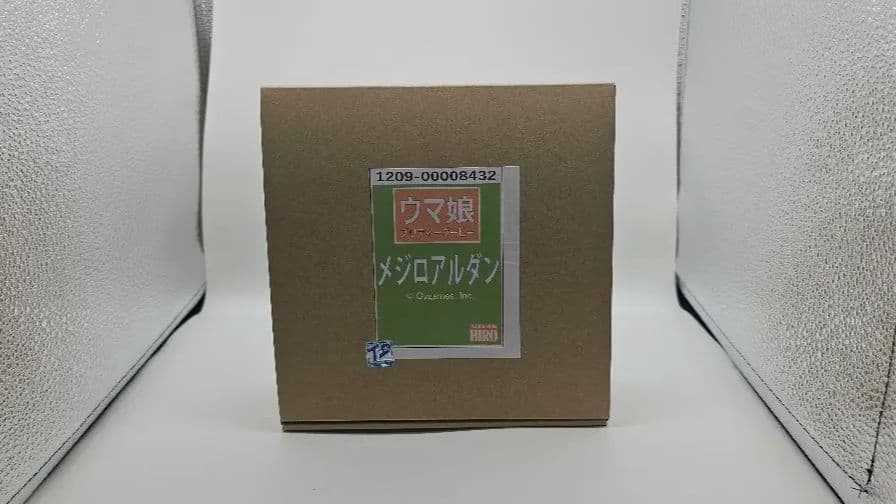 1209-00008432
ウマ娘
プリティーダービー
メジロアルダン
© Cygames, Inc.
HIRO
T5